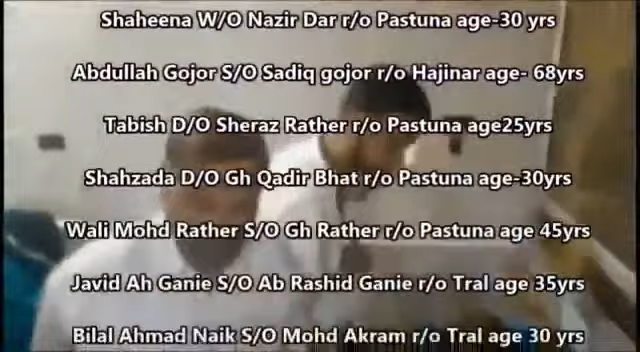 Shaheena W/O Nazir Dar r/o Pastuna age-30 yrs
Abdullah Gojor S/O Sadiq gojor r/o Hajinar age- 68yrs
Tabish D/O Sheraz Rather r/o Pastuna age25yrs
Shahzada D/O Gh Qadir Bhat r/o Pastuna age-30yrs
Wali Mohd Rather S/O Gh Rather r/o Pastuna age 45yrs
Javid Ah Ganie S/O Ab Rashid Ganie r/o Tral age 35yrs
Bilal Ahmad Naik S/O Mohd Akram r/o Tral age 30 yrs